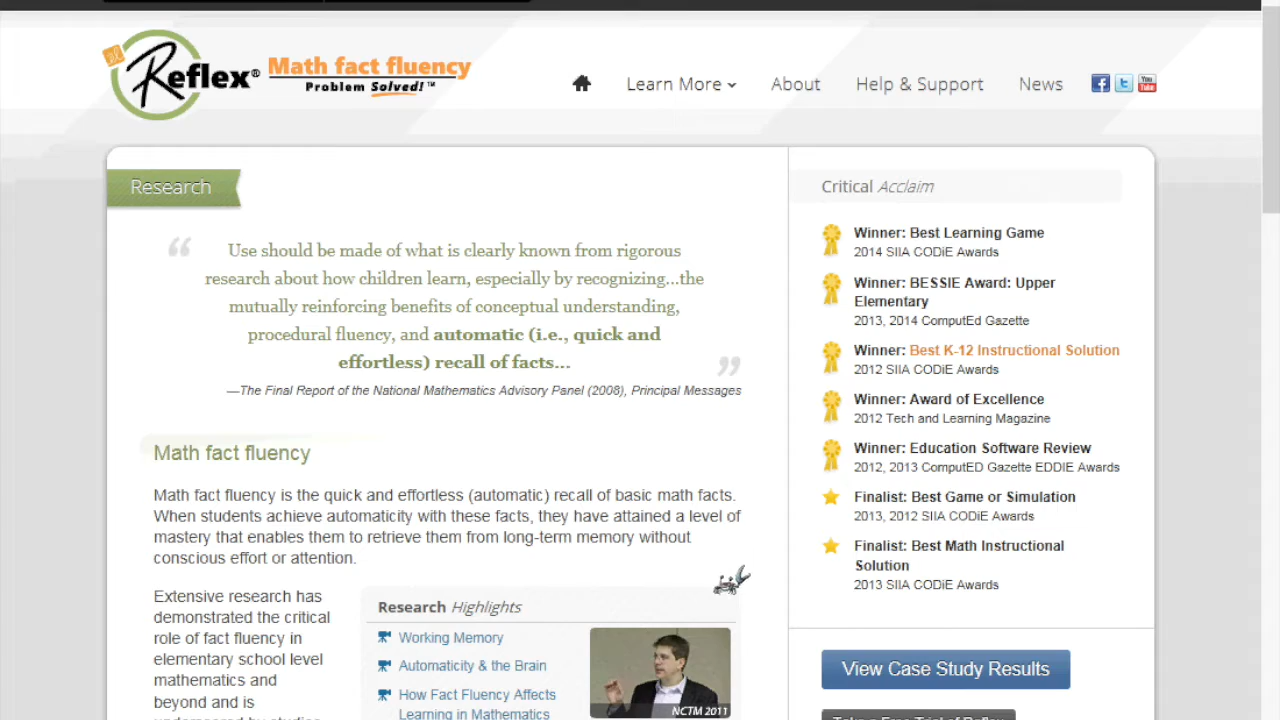 Reflex®
Math fact fluency
Problem Solved!™
Learn More
About
Help & Support
News
Research
Use should be made of what is clearly known from rigorous
research about how children learn, especially by recognizing...the
mutually reinforcing benefits of conceptual understanding,
procedural fluency, and automatic (i.e., quick and
effortless) recall of facts...
—The Final Report of the National Mathematics Advisory Panel (2008), Principal Messages
Math fact fluency
Math fact fluency is the quick and effortless (automatic) recall of basic math facts.
When students achieve automaticity with these facts, they have attained a level of
mastery that enables them to retrieve them from long-term memory without
conscious effort or attention.
Extensive research has
demonstrated the critical
role of fact fluency in
elementary school level
mathematics and
beyond and is
Research Highlights
Working Memory
Automaticity & the Brain
How Fact Fluency Affects
Learning in Mathematics
NCTM 2011
Critical Acclaim
Winner: Best Learning Game
2014 SIIA CODiE Awards
Winner: BESSIE Award: Upper
Elementary
2013, 2014 ComputEd Gazette
Winner: Best K-12 Instructional Solution
2012 SIIA CODiE Awards
Winner: Award of Excellence
2012 Tech and Learning Magazine
Winner: Education Software Review
2012, 2013 ComputED Gazette EDDIE Awards
Finalist: Best Game or Simulation
2013, 2012 SIIA CODiE Awards
Finalist: Best Math Instructional
Solution
2013 SIIA CODiE Awards
View Case Study Results
Take a Free Trial of Reflex